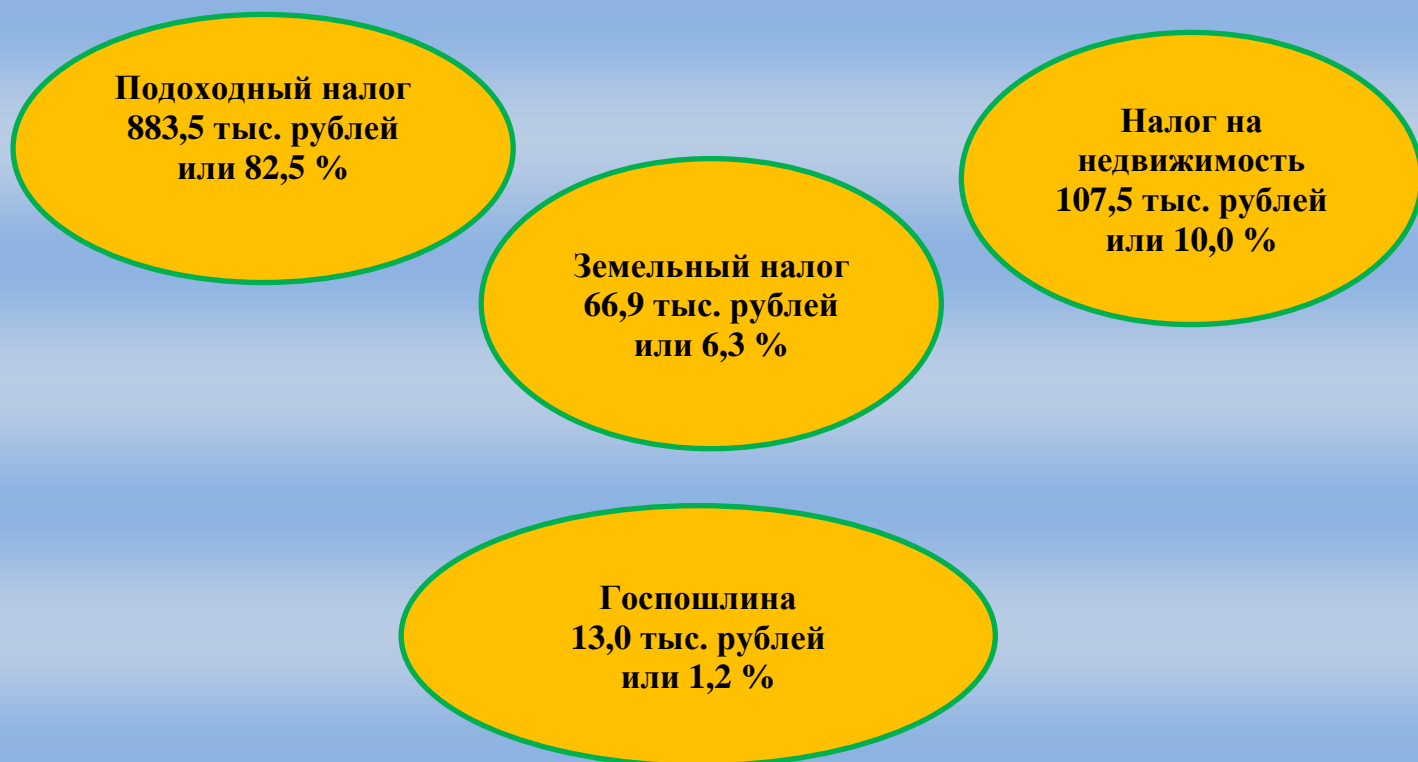 Подоходный налог
883,5 тыс. рублей
или 82,5 %
Налог на
недвижимость
107,5 тыс. рублей
или 10,0 %
Земельный налог
66,9 тыс. рублей
или 6,3 %
Госпошлина
13,0 тыс. рублей
или 1,2 %